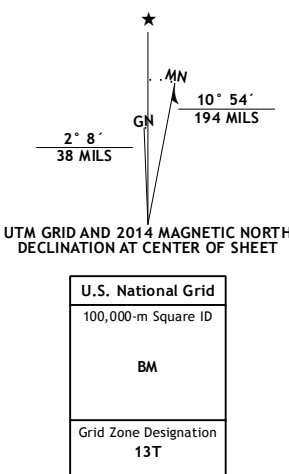 ★
MN
GN
10° 54´
194 MILS
2° 8´
38 MILS
UTM GRID AND 2014 MAGNETIC NORTH
DECLINATION AT CENTER OF SHEET
U.S. National Grid
100,000-m Square ID
BM
Grid Zone Designation
13T